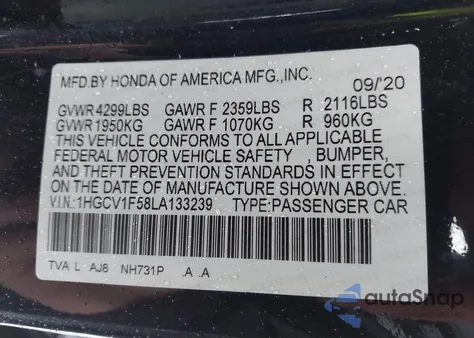 MFD.BY HONDA OF AMERICA MFG.,INC. 09/'20
GVWR 4299LBS GAWR F 2359LBS R 2116LBS
GVWR 1950KG GAWR F 1070KG R 960KG
THIS VEHICLE CONFORMS TO ALL APPLICABLE
FEDERAL MOTOR VEHICLE SAFETY , BUMPER,
AND THEFT PREVENTION STANDARDS IN EFFECT
ON THE DATE OF MANUFACTURE SHOWN ABOVE.
V.I.N.:1HGCV1F58LA133239 TYPE:PASSENGER CAR
TVA L AJ8 NH731P .A .A
autoSnap